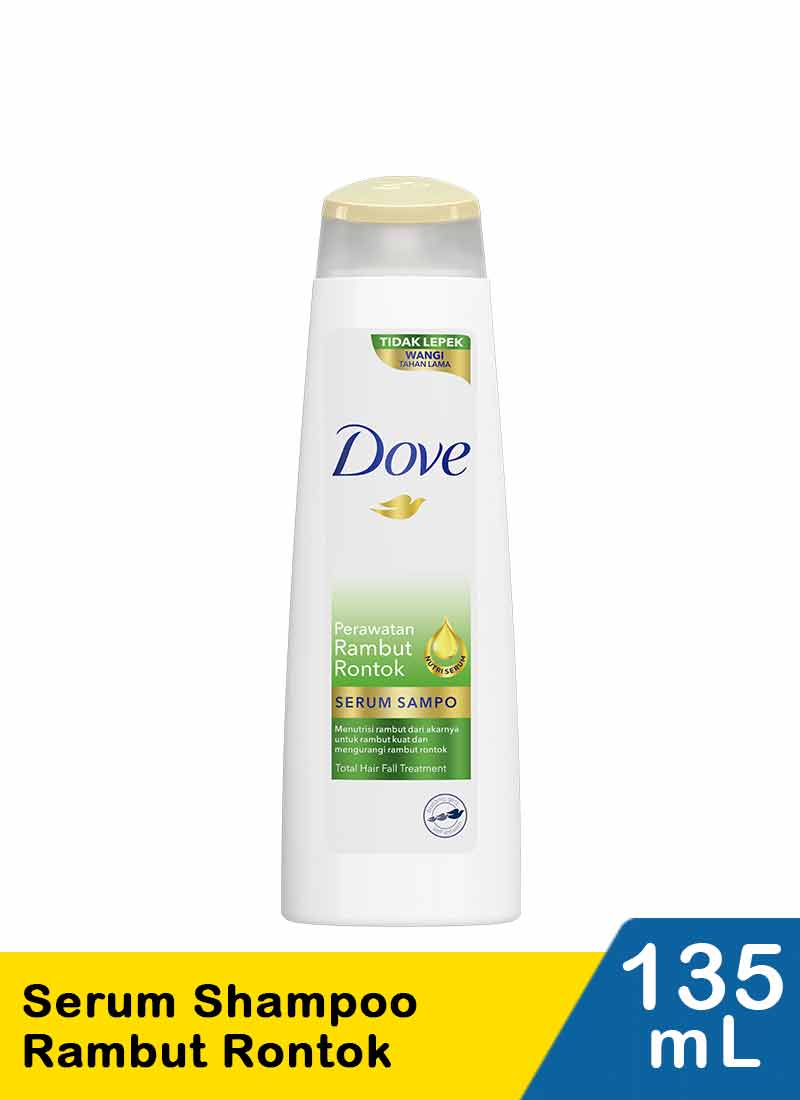 TIDAK LEPEK
WANGI
TAHAN LAMA
Dove
Perawatan
Rambut
Rontok
NUTRI SERUM
SERUM SAMPO
Menutrisi rambut dari akarnya
untuk rambut kuat dan
mengurangi rambut rontok
Total Hair Fall Treatment
Serum Shampoo
Rambut Rontok
135
mL